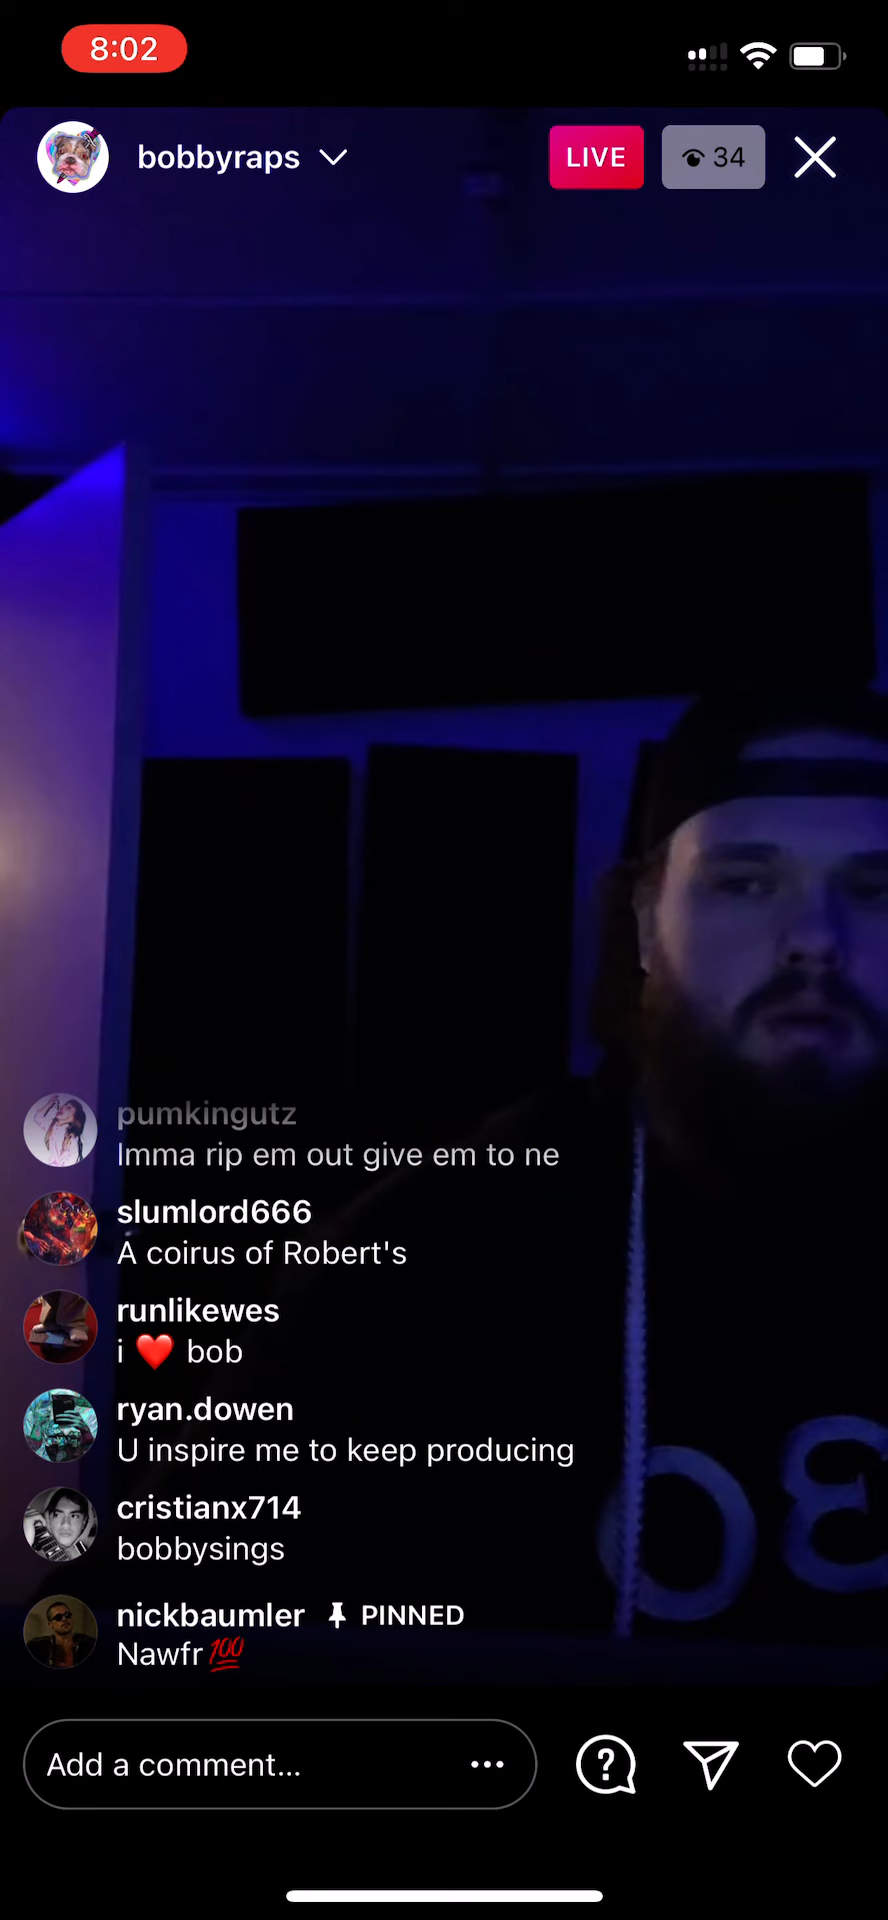 8:02
bobbyraps
LIVE
34
pumkingutz
Imma rip em out give em to ne
slumlord666
A coirus of Robert's
runlikewes
i ❤️ bob
ryan.dowen
U inspire me to keep producing
cristianx714
bobbysings
nickbaumler PINNED
Nawfr💯
Add a comment...